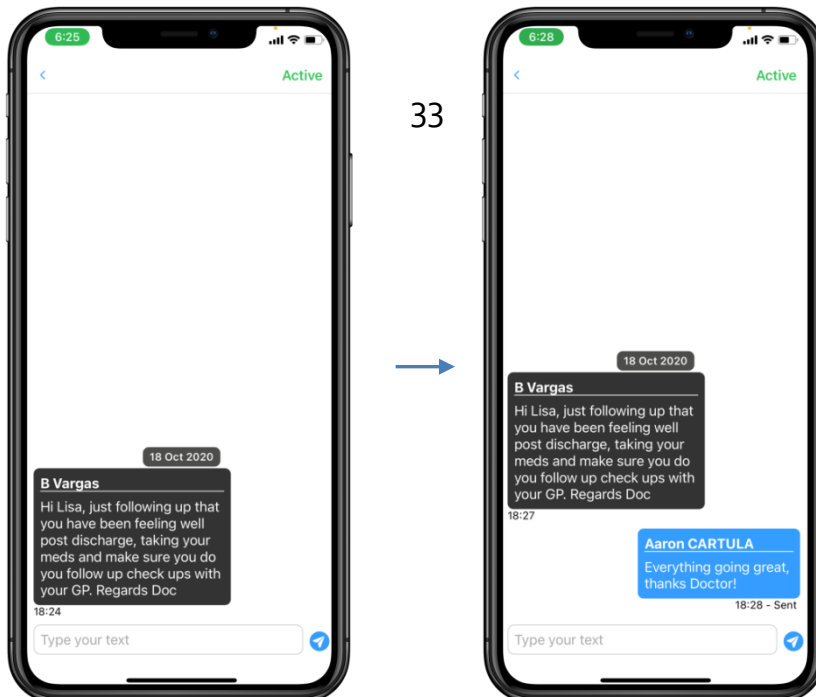 6:25
Active
18 Oct 2020
B Vargas
Hi Lisa, just following up that
you have been feeling well
post discharge, taking your
meds and make sure you do
you follow up check ups with
your GP. Regards Doc
18:24
Type your text
33
6:28
Active
18 Oct 2020
B Vargas
Hi Lisa, just following up that
you have been feeling well
post discharge, taking your
meds and make sure you do
you follow up check ups with
your GP. Regards Doc
18:27
Aaron CARTULA
Everything going great,
thanks Doctor!
18:28 - Sent
Type your text